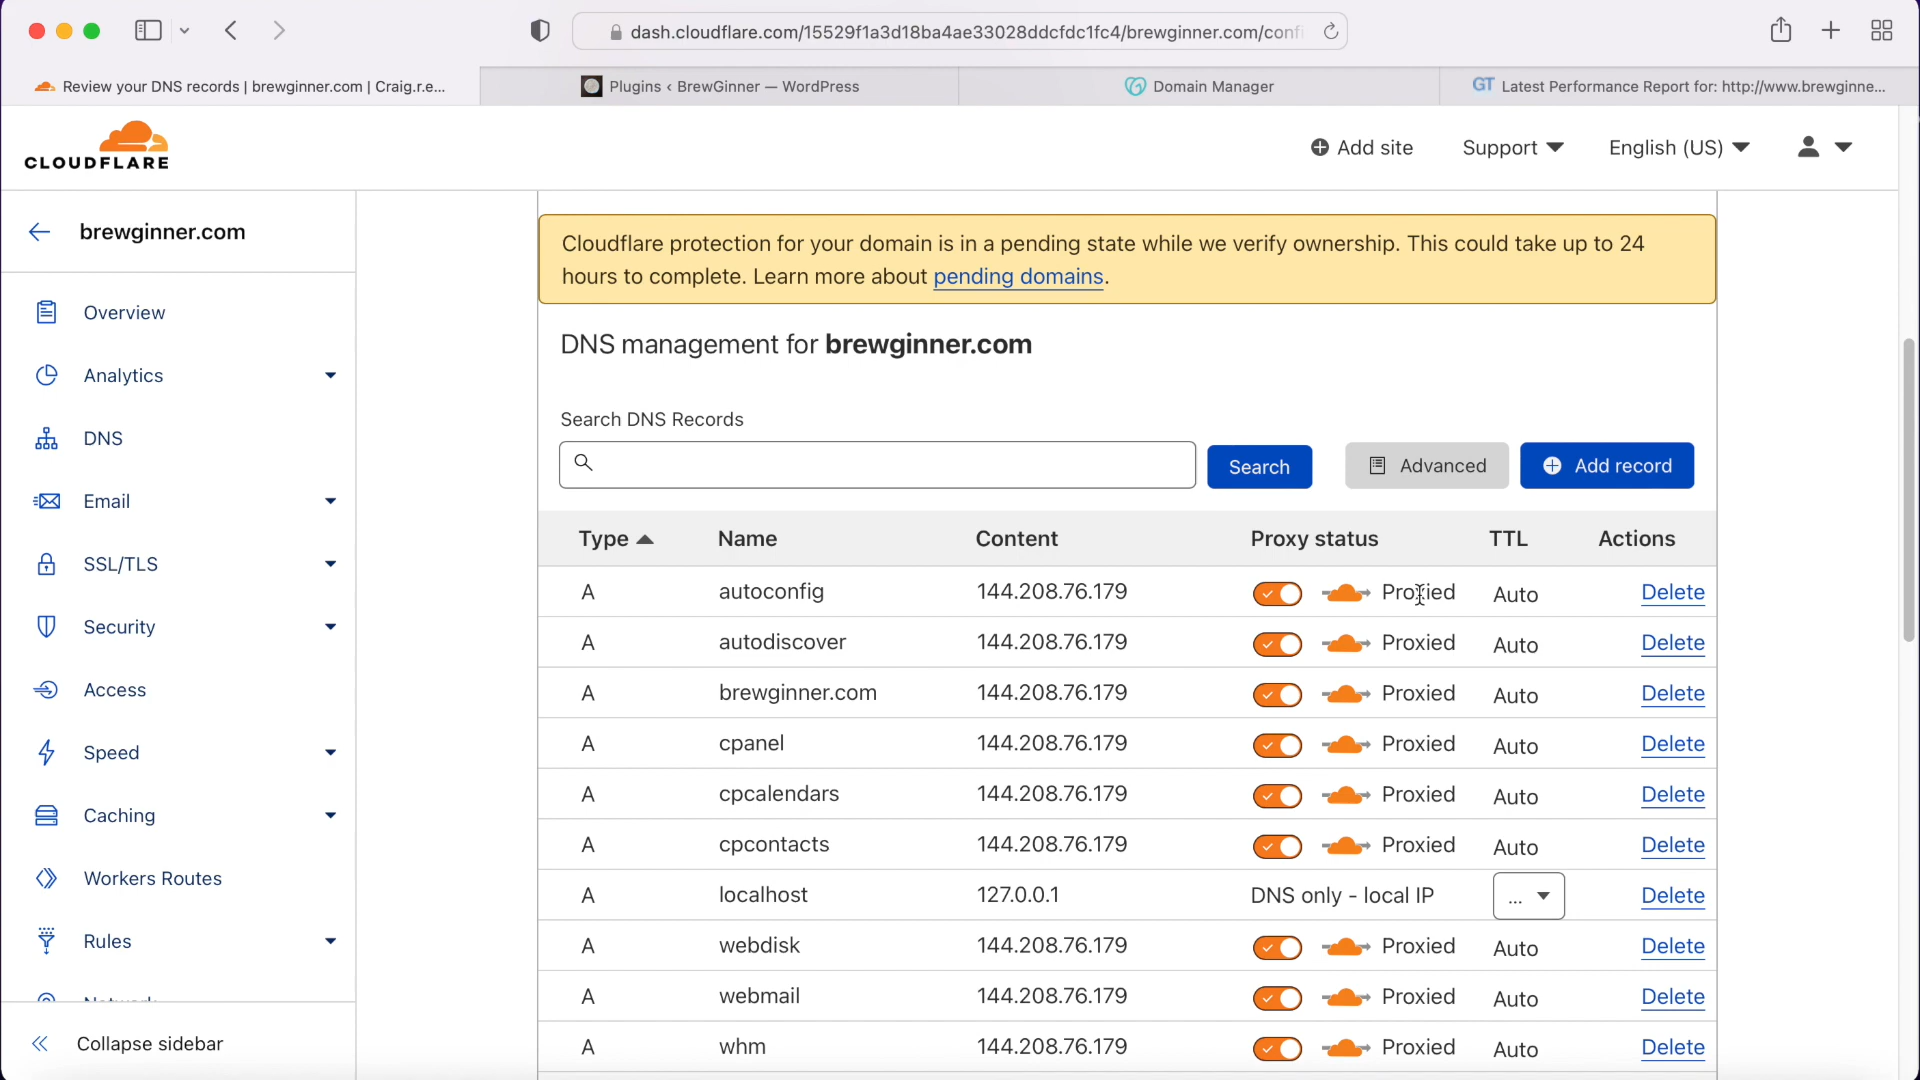 dash.cloudflare.com/15529f1a3d18ba4ae33028ddcfdc1fc4/brewginner.com/confi
Review your DNS records | brewginner.com | Craig.r.e...
Plugins ‹ BrewGinner — WordPress
Domain Manager
GT Latest Performance Report for: http://www.brewginne...
CLOUDFLARE
Add site
Support
English (US)
brewginner.com
Overview
Analytics
DNS
Email
SSL/TLS
Security
Access
Speed
Caching
Workers Routes
Rules
Network
Collapse sidebar
Cloudflare protection for your domain is in a pending state while we verify ownership. This could take up to 24
hours to complete. Learn more about pending domains.
DNS management for brewginner.com
Search DNS Records
Search
Advanced
Add record
Type Name Content Proxy status TTL Actions
A autoconfig 144.208.76.179 Proxied Auto Delete
A autodiscover 144.208.76.179 Proxied Auto Delete
A brewginner.com 144.208.76.179 Proxied Auto Delete
A cpanel 144.208.76.179 Proxied Auto Delete
A cpcalendars 144.208.76.179 Proxied Auto Delete
A cpcontacts 144.208.76.179 Proxied Auto Delete
A localhost 127.0.0.1 DNS only - local IP ... Delete
A webdisk 144.208.76.179 Proxied Auto Delete
A webmail 144.208.76.179 Proxied Auto Delete
A whm 144.208.76.179 Proxied Auto Delete